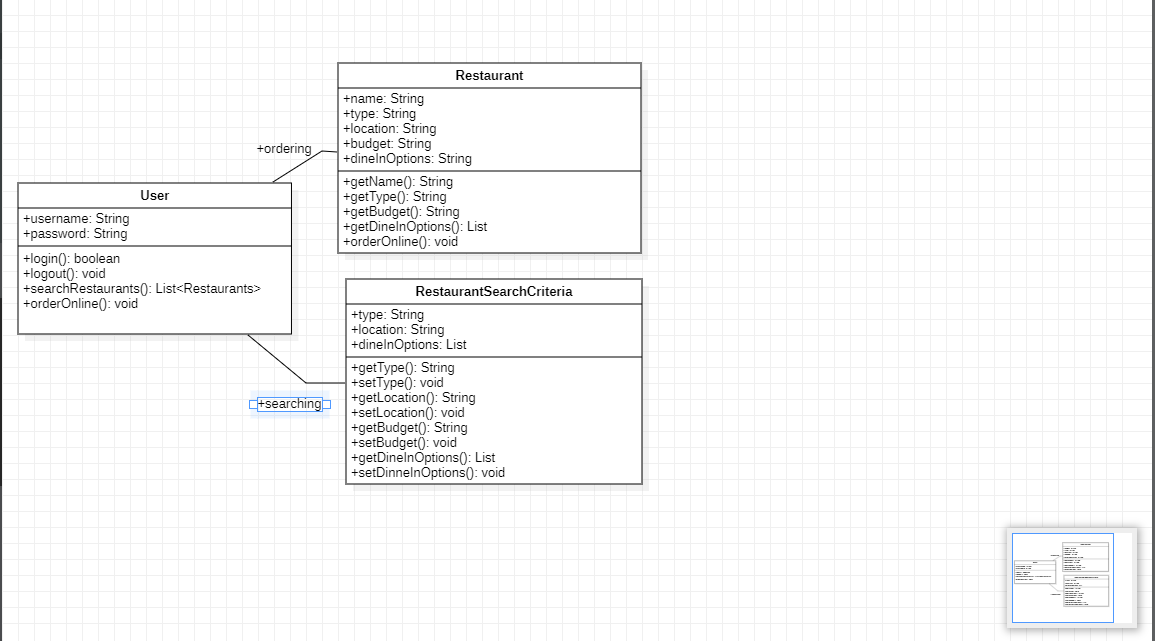 Restaurant
+name: String
+type: String
+location: String
+budget: String
+dineInOptions: String
+getName(): String
+getType(): String
+getBudget(): String
+getDineInOptions(): List
+orderOnline(): void
+ordering
User
+username: String
+password: String
+login(): boolean
+logout(): void
+searchRestaurants(): List<Restaurants>
+orderOnline(): void
RestaurantSearchCriteria
+type: String
+location: String
+dineInOptions: List
+getType(): String
+setType(): void
+getLocation(): String
+setLocation(): void
+getBudget(): String
+setBudget(): void
+getDineInOptions(): List
+setDinneInOptions(): void
+searching